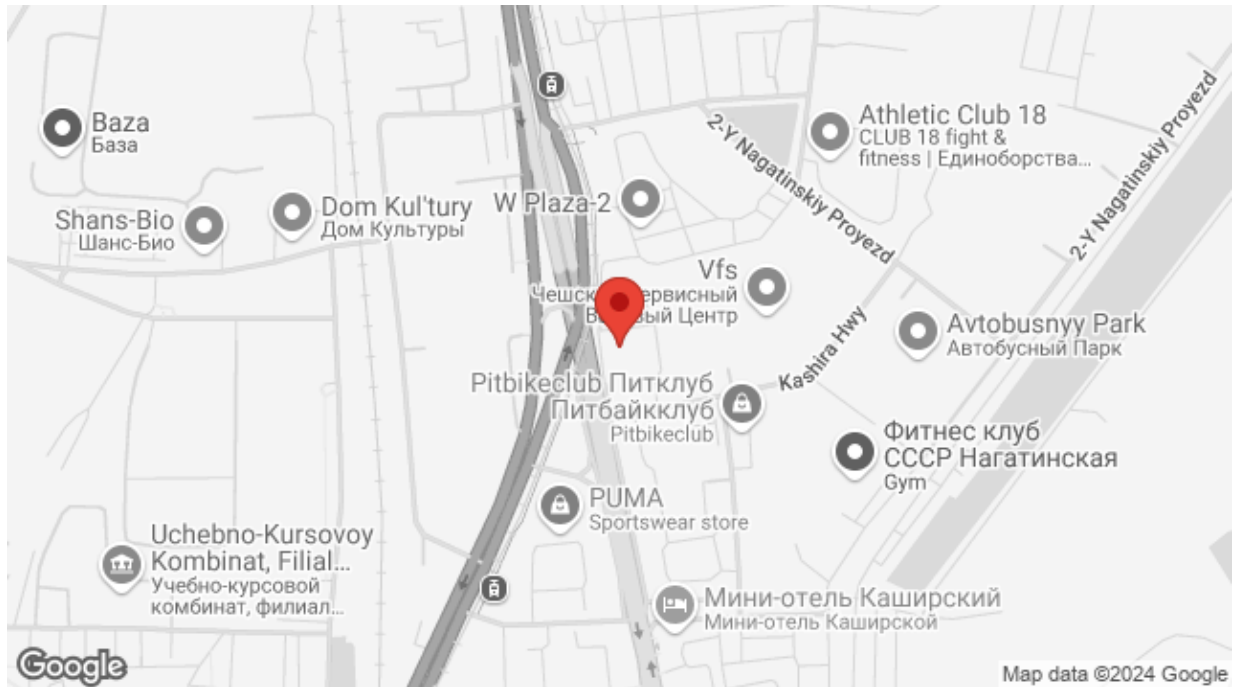 Baza
База
Athletic Club 18
CLUB 18 fight &
fitness | Единоборства...
2-Y Nagatinskiy Proyezd
2-Y Nagatinskiy Proyezd
W Plaza-2
Dom Kul'tury
Дом Культуры
Shans-Bio
Шанс-Био
Vfs
Сервисный
Центр
Avtobusnyy Park
Автобусный Парк
Kashira Hwy
Pitbikeclub Питклуб
Питбайкклуб
Pitbikeclub
Фитнес клуб
СССР Нагатинская
Gym
PUMA
Sportswear store
Uchebno-Kursovoy
Kombinat, Filial...
Учебно-курсовой
комбинат, филиал...
Мини-отель Каширский
Мини-отель Каширской
Google
Map data ©2024 Google